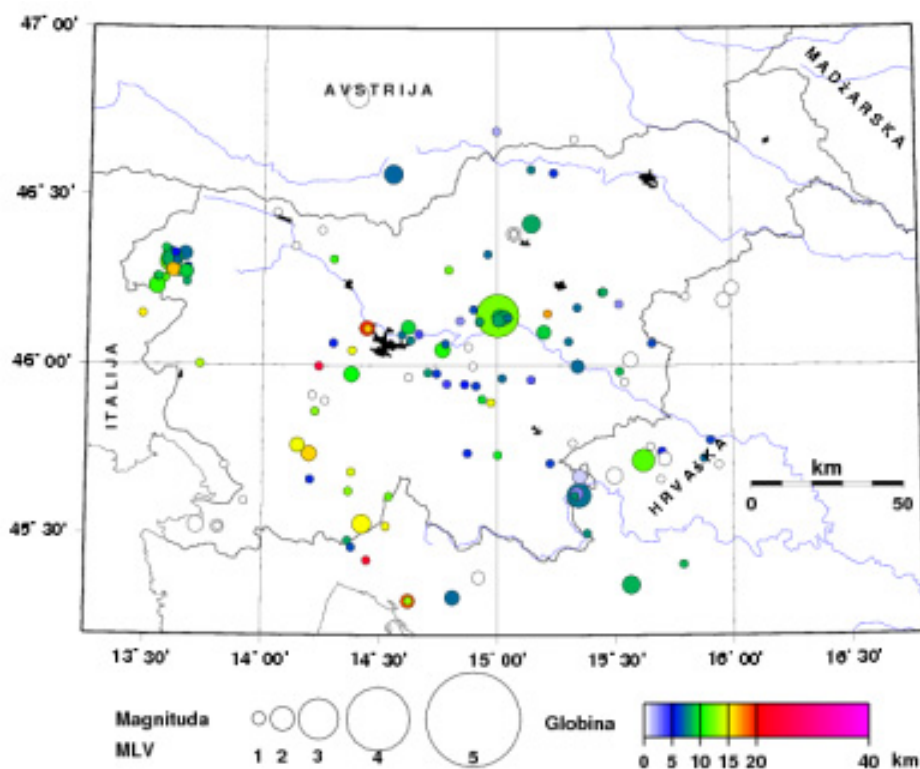 47° 00'
AVSTRIJA
MADŽARSKA
46° 30'
46° 00'
ITALIJA
HRVAŠKA
km
0 50
45° 30'
13° 30' 14° 00' 14° 30' 15° 00' 15° 30' 16° 00' 16° 30'
Magnituda
MLV
1 2 3 4 5
Globina
0 5 10 15 20 40 km